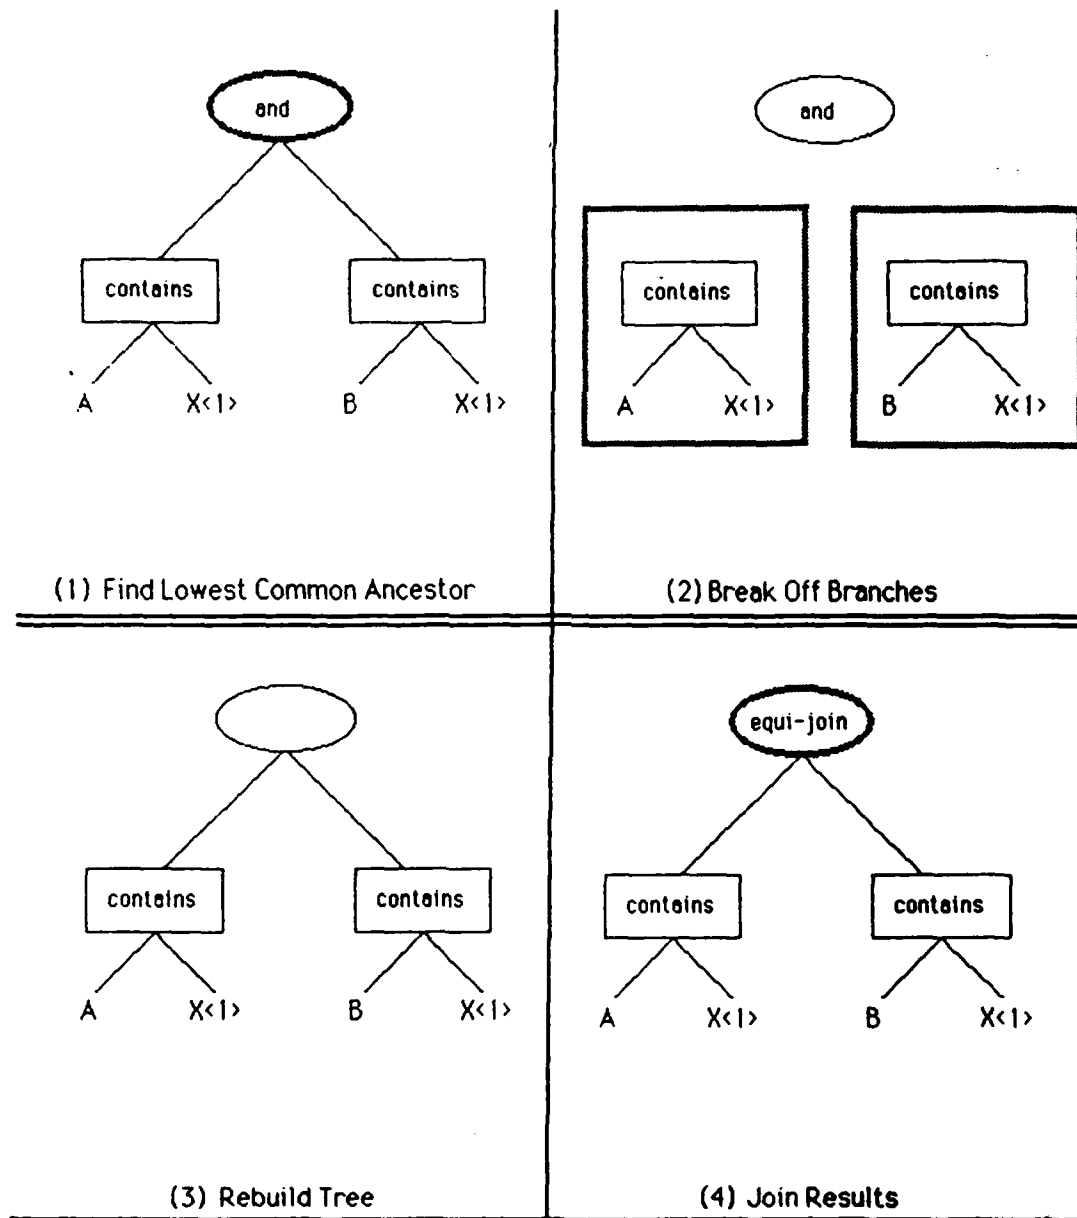 and
contains contains
A X<1> B X<1>
(1) Find Lowest Common Ancestor
and
contains contains
A X<1> B X<1>
(2) Break Off Branches
contains contains
A X<1> B X<1>
(3) Rebuild Tree
equi-join
contains contains
A X<1> B X<1>
(4) Join Results